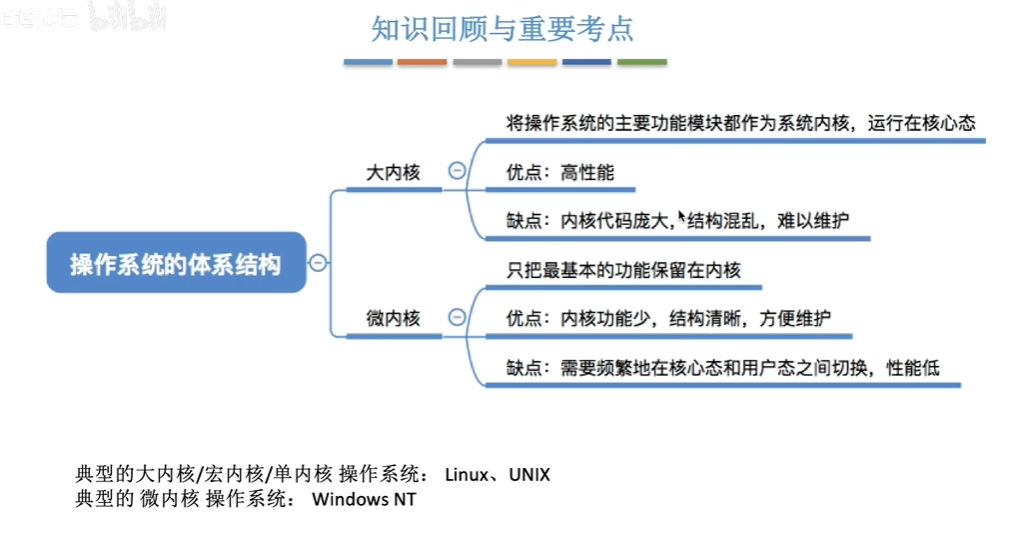 bilibili
知识回顾与重要考点
将操作系统的主要功能模块都作为系统内核，运行在核心态
大内核
优点：高性能
缺点：内核代码庞大，结构混乱，难以维护
操作系统的体系结构
只把最基本的功能保留在内核
微内核
优点：内核功能少，结构清晰，方便维护
缺点：需要频繁地在核心态和用户态之间切换，性能低
典型的大内核/宏内核/单内核 操作系统： Linux、UNIX
典型的 微内核 操作系统： Windows NT